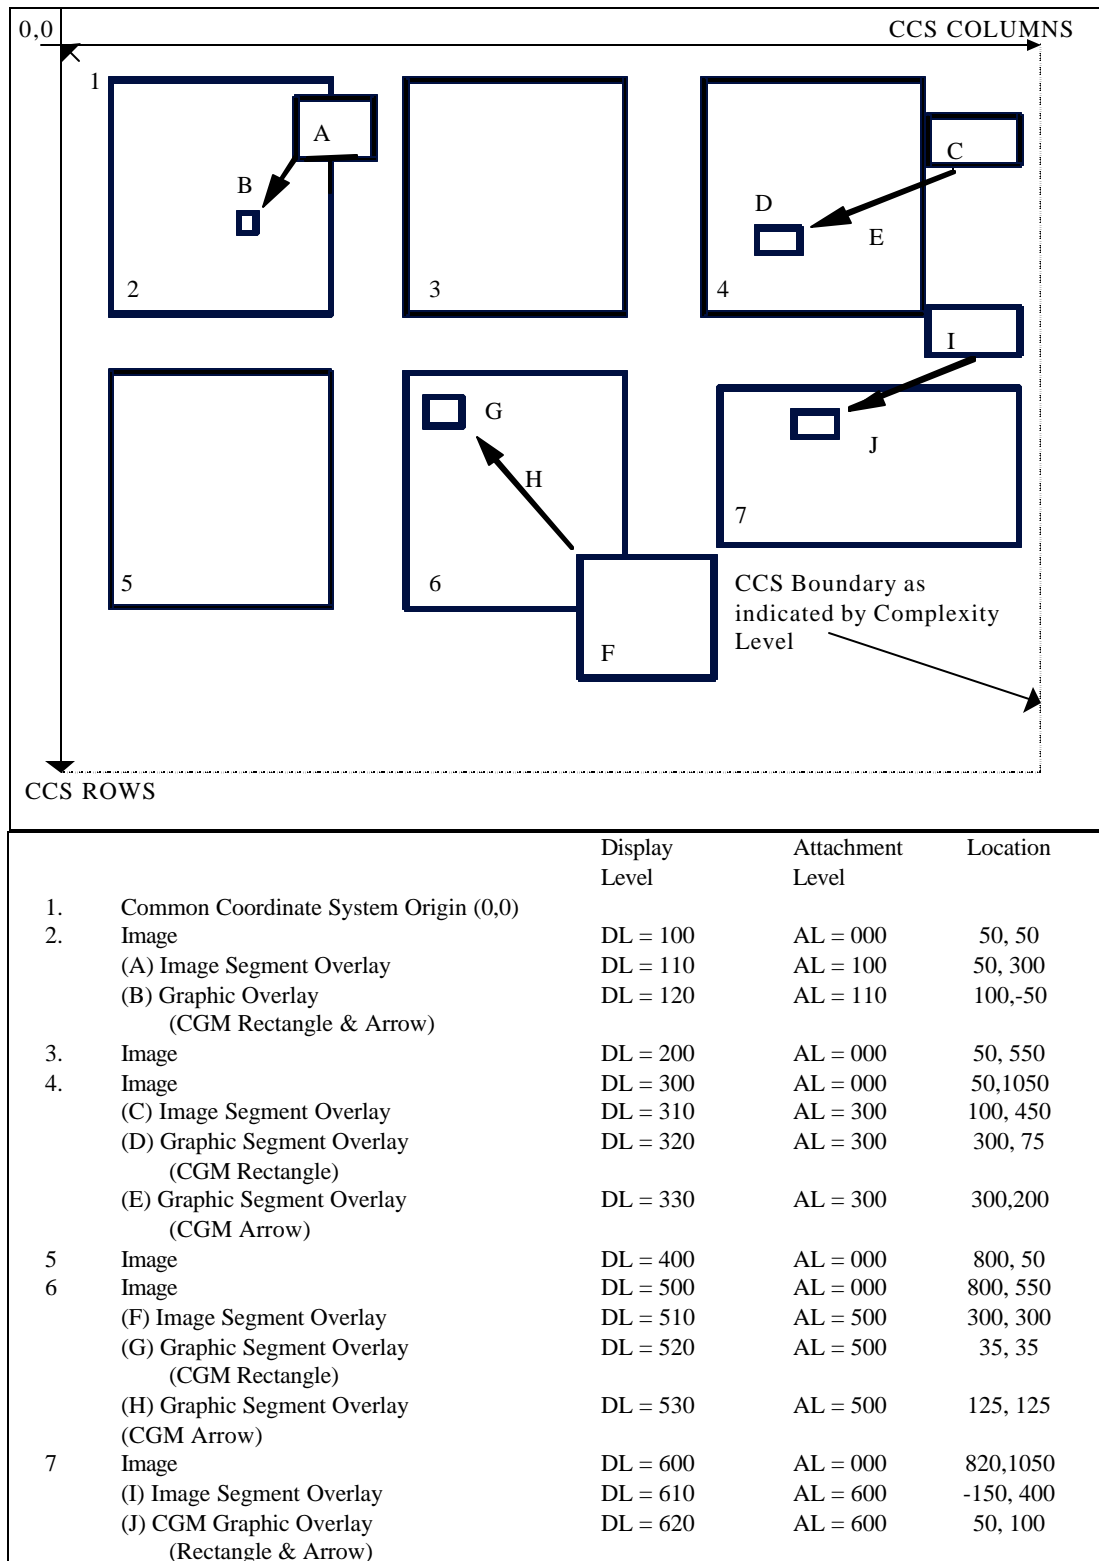 0,0
CCS COLUMNS
1
A
C
B
D
E
2
3
4
I
G
J
H
7
5
6
CCS Boundary as
indicated by Complexity
Level
F
CCS ROWS
Display Attachment Location
Level Level
1. Common Coordinate System Origin (0,0)
2. Image DL = 100 AL = 000 50, 50
(A) Image Segment Overlay DL = 110 AL = 100 50, 300
(B) Graphic Overlay DL = 120 AL = 110 100,-50
(CGM Rectangle & Arrow)
3. Image DL = 200 AL = 000 50, 550
4. Image DL = 300 AL = 000 50,1050
(C) Image Segment Overlay DL = 310 AL = 300 100, 450
(D) Graphic Segment Overlay DL = 320 AL = 300 300, 75
(CGM Rectangle)
(E) Graphic Segment Overlay DL = 330 AL = 300 300,200
(CGM Arrow)
5 Image DL = 400 AL = 000 800, 50
6 Image DL = 500 AL = 000 800, 550
(F) Image Segment Overlay DL = 510 AL = 500 300, 300
(G) Graphic Segment Overlay DL = 520 AL = 500 35, 35
(CGM Rectangle)
(H) Graphic Segment Overlay DL = 530 AL = 500 125, 125
(CGM Arrow)
7 Image DL = 600 AL = 000 820,1050
(I) Image Segment Overlay DL = 610 AL = 600 -150, 400
(J) CGM Graphic Overlay DL = 620 AL = 600 50, 100
(Rectangle & Arrow)